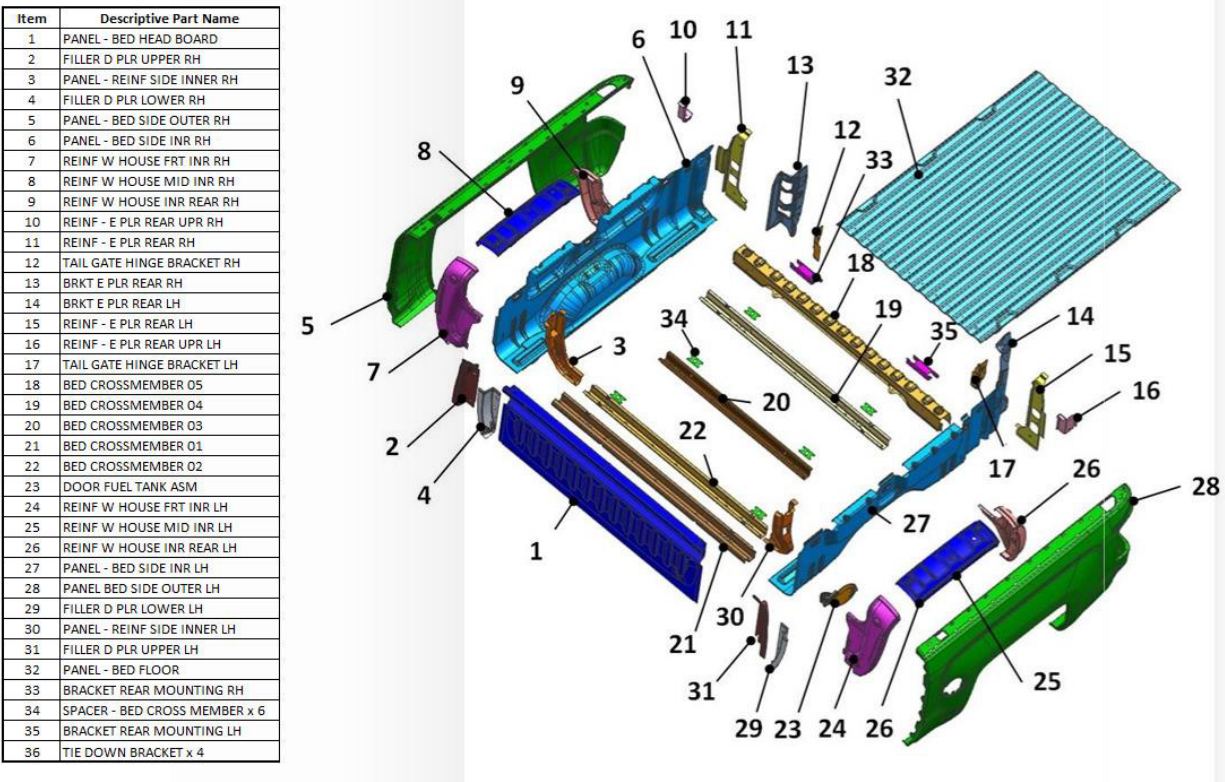 Item Descriptive Part Name
1 PANEL - BED HEAD BOARD
2 FILLER D PLR UPPER RH
3 PANEL - REINF SIDE INNER RH
4 FILLER D PLR LOWER RH
5 PANEL - BED SIDE OUTER RH
6 PANEL - BED SIDE INR RH
7 REINF W HOUSE FRT INR RH
8 REINF W HOUSE MID INR RH
9 REINF W HOUSE INR REAR RH
10 REINF - E PLR REAR UPR RH
11 REINF - E PLR REAR RH
12 TAIL GATE HINGE BRACKET RH
13 BRKT E PLR REAR RH
14 BRKT E PLR REAR LH
15 REINF - E PLR REAR LH
16 REINF - E PLR REAR UPR LH
17 TAIL GATE HINGE BRACKET LH
18 BED CROSSMEMBER 05
19 BED CROSSMEMBER 04
20 BED CROSSMEMBER 03
21 BED CROSSMEMBER 01
22 BED CROSSMEMBER 02
23 DOOR FUEL TANK ASM
24 REINF W HOUSE FRT INR LH
25 REINF W HOUSE MID INR LH
26 REINF W HOUSE INR REAR LH
27 PANEL - BED SIDE INR LH
28 PANEL BED SIDE OUTER LH
29 FILLER D PLR LOWER LH
30 PANEL - REINF SIDE INNER LH
31 FILLER D PLR UPPER LH
32 PANEL - BED FLOOR
33 BRACKET REAR MOUNTING RH
34 SPACER - BED CROSS MEMBER x 6
35 BRACKET REAR MOUNTING LH
36 TIE DOWN BRACKET x 4
10
11
6
13
32
9
12
33
8
18
19
14
5
34
35
3
15
7
16
20
2
22
17
26
4
28
27
1
30
21
25
31
29
23
24
26